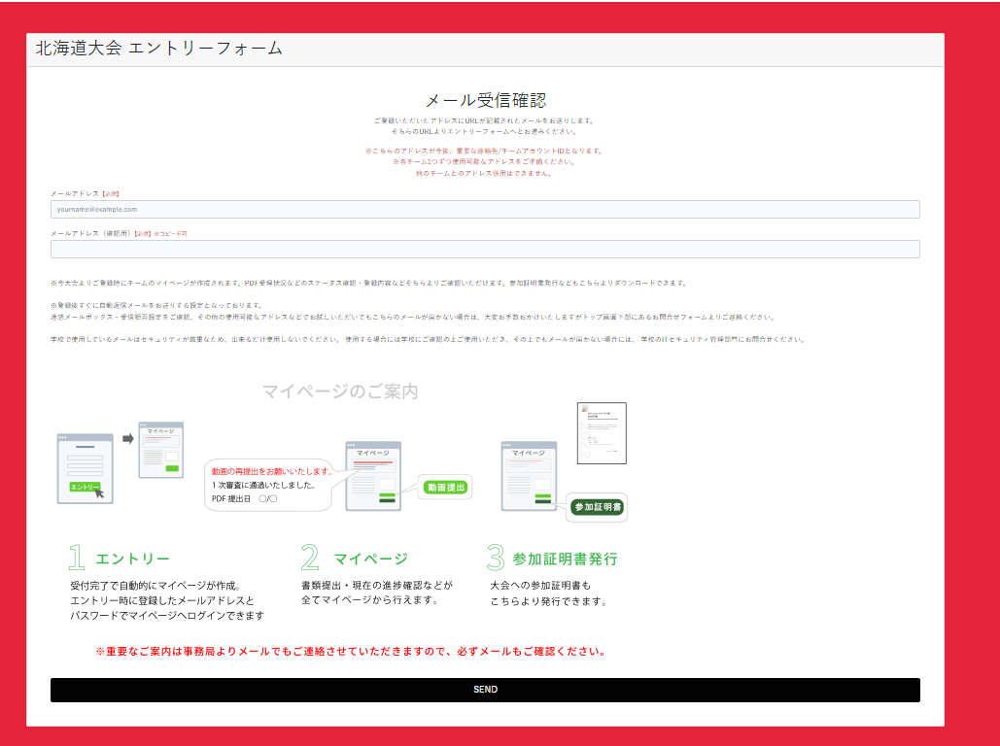 北海道大会 エントリーフォーム
メール受信確認
ご登録いただいたアドレスにURLが記載されたメールをお送りします。
そちらのURLよりエントリーフォームへとお進みください。
※こちらのアドレスが今後、重要な連絡先/チームアカウントIDとなります。
※各チーム1つずつ使用可能なアドレスをご準備ください。
他のチームとのアドレス併用はできません。
メールアドレス【必須】
yourname@example.com
メールアドレス（確認用）【必須】※コピー不可
※今大会よりご登録時にチームのマイページが作成されます。PDF受理状況などのステータス確認・登録内容などそちらよりご確認いただけます。参加証明書発行などもこちらよりダウンロードできます。
※登録後すぐに自動返信メールをお送りする設定となっております。
迷惑メールボックス・受信拒否設定をご確認、その他の使用可能なアドレスなどでお試しいただいてもこちらのメールが届かない場合は、大変お手数おかけいたしますがトップ画面下部にあるお問合せフォームよりご連絡ください。
学校で使用しているメールはセキュリティが厳重なため、出来るだけ使用しないでください。 使用する場合には学校にご確認の上ご使用いただき、その上でもメールが届かない場合には、 学校のITセキュリティ管理部門にお問合せください。
マイページのご案内
エントリー
マイページ
動画の再提出をお願いいたします。
1次審査に通過いたしました。
PDF 提出日 〇/〇
マイページ
動画提出
マイページ
参加証明書
1 エントリー
受付完了で自動的にマイページが作成。
エントリー時に登録したメールアドレスと
パスワードでマイページへログインできます
2 マイページ
書類提出・現在の進捗確認などが
全てマイページから行えます。
3 参加証明書発行
大会への参加証明書も
こちらより発行できます。
※重要なご案内は事務局よりメールでもご連絡させていただきますので、必ずメールもご確認ください。
SEND